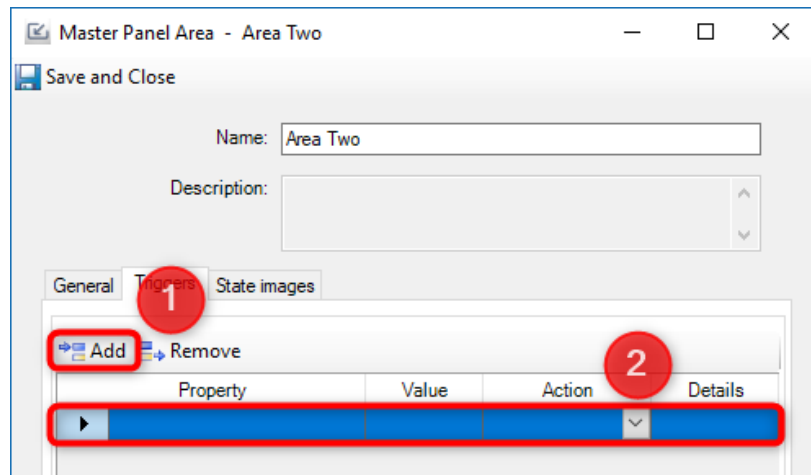 Master Panel Area - Area Two
Save and Close
Name: Area Two
Description:
General Triggers State images
1
Add Remove
2
Property Value Action Details